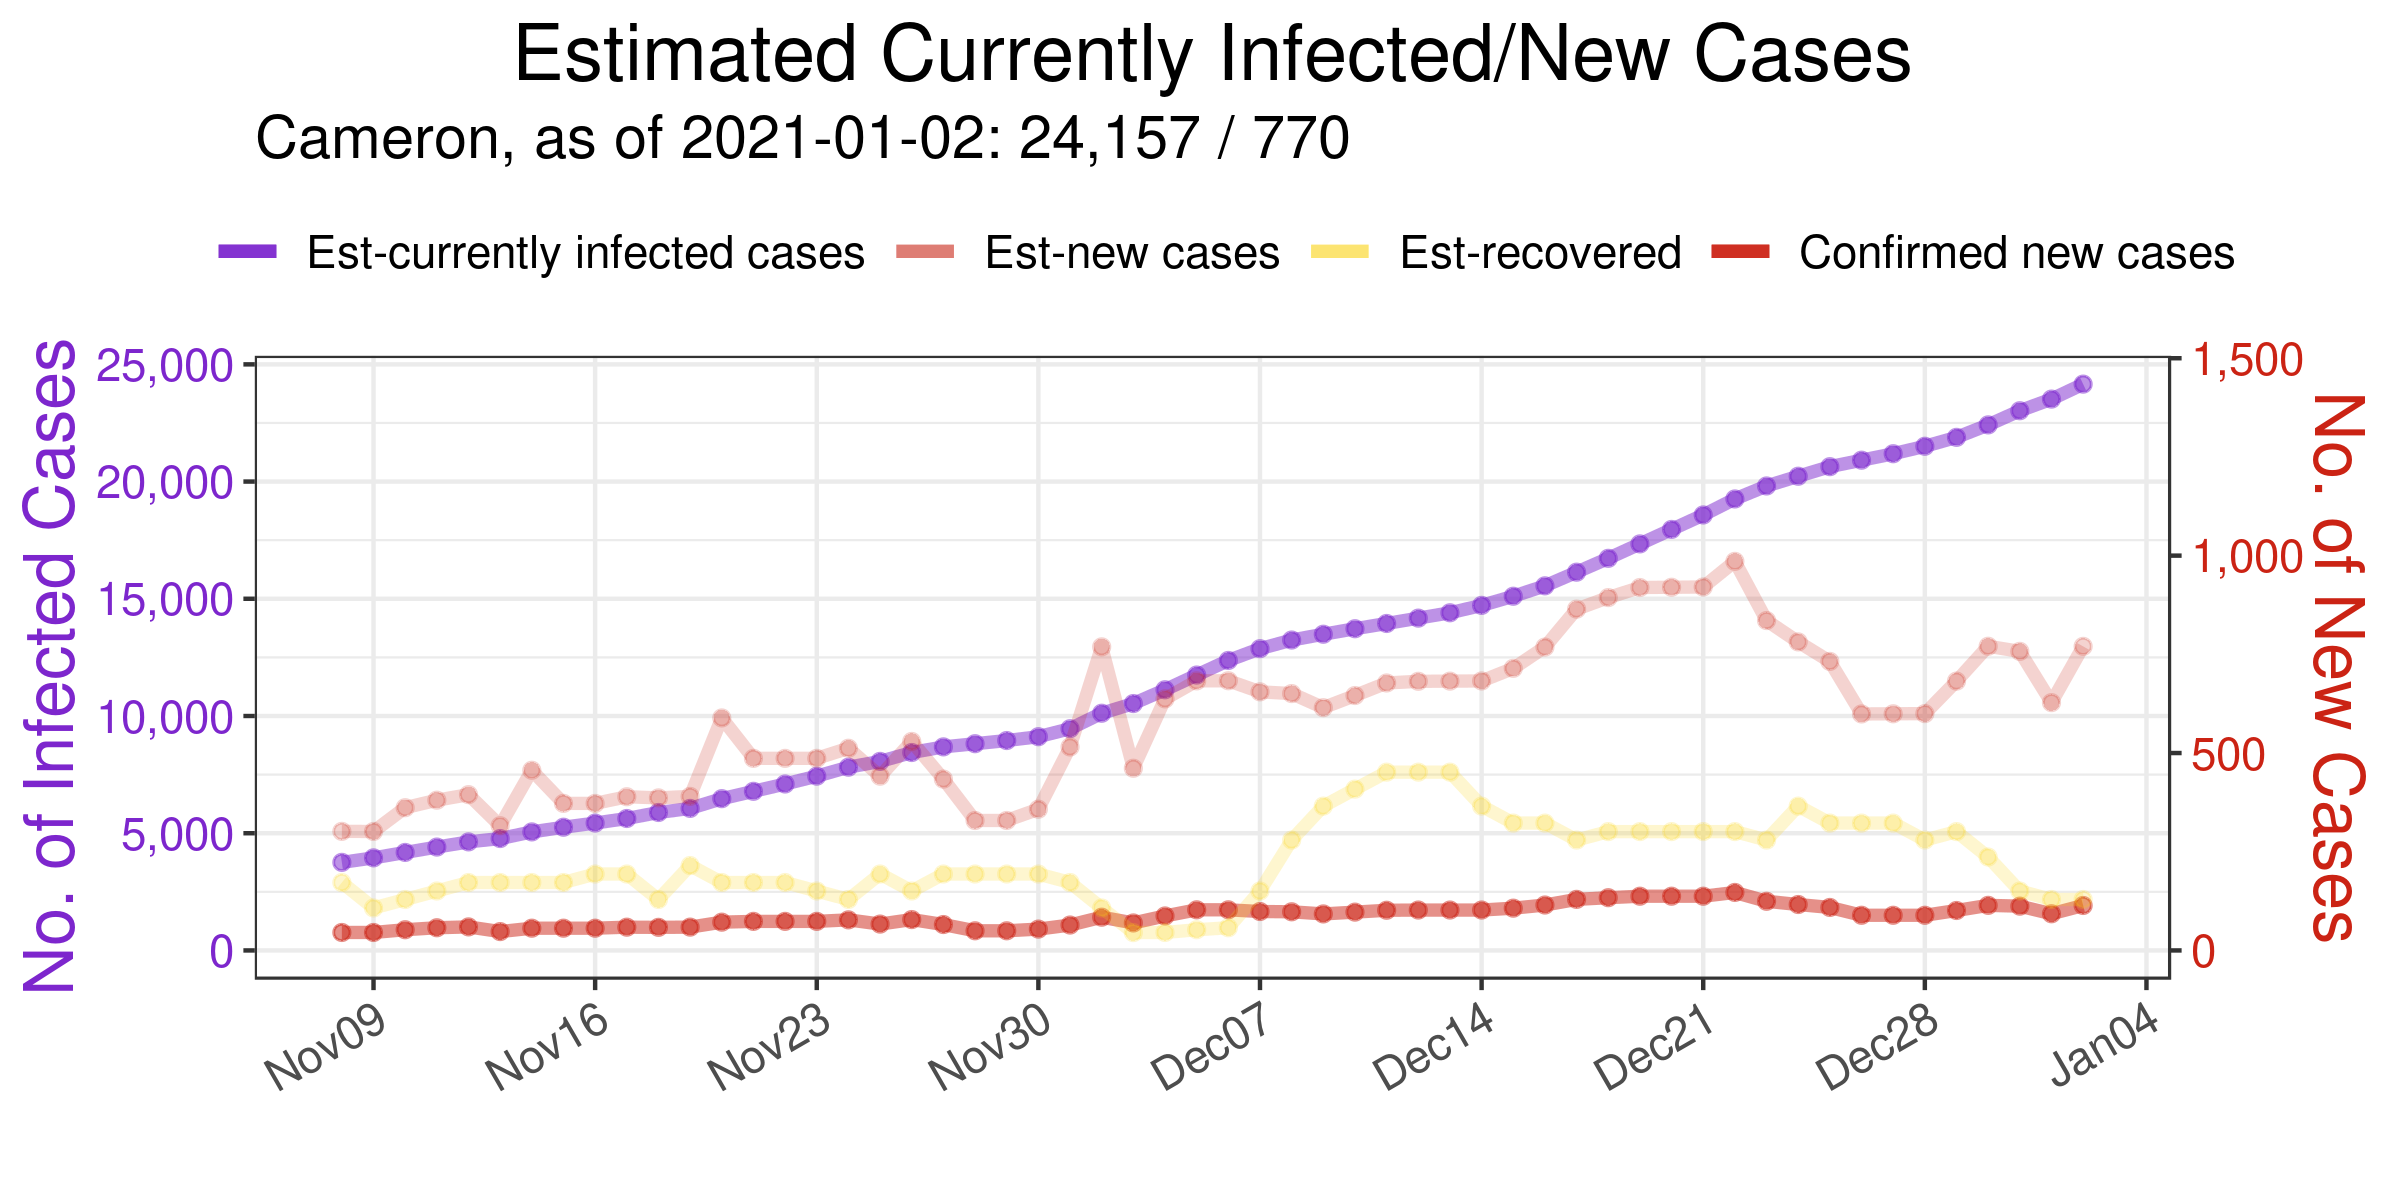 Estimated Currently Infected/New Cases
Cameron, as of 2021-01-02: 24,157 / 770
Est-currently infected cases Est-new cases Est-recovered Confirmed new cases
No. of Infected Cases
25,000
20,000
15,000
10,000
5,000
0
1,500
1,000
500
0
No. of New Cases
Nov09 Nov16 Nov23 Nov30 Dec07 Dec14 Dec21 Dec28 Jan04